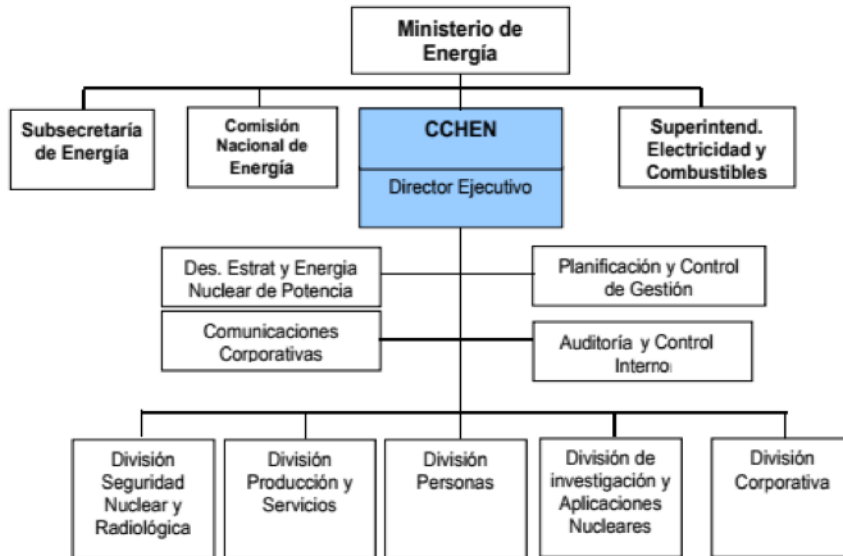 Ministerio de
Energía
Subsecretaría
de Energía
Comisión
Nacional de
Energía
CCHEN
Director Ejecutivo
Superintend.
Electricidad y
Combustibles
Des. Estrat y Energia
Nuclear de Potencia
Planificación y Control
de Gestión
Comunicaciones
Corporativas
Auditoría y Control
Interno
División
Seguridad
Nuclear y
Radiológica
División
Producción y
Servicios
División
Personas
División de
investigación y
Aplicaciones
Nucleares
División
Corporativa